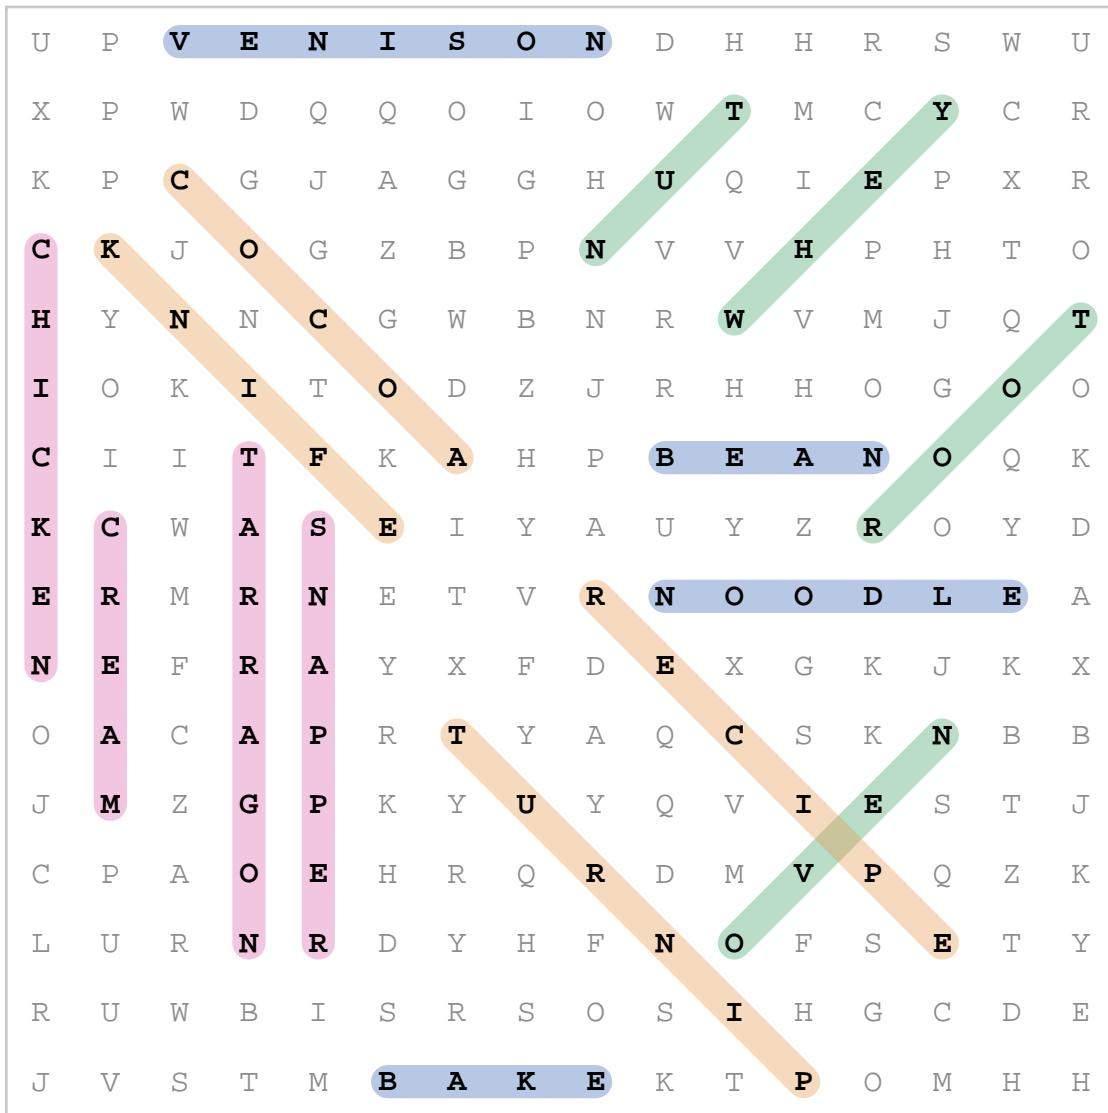 U P V E N I S O N D H H R S W U
X P W D Q Q O I O W T M C Y C R
K P C G J A G G H U Q I E P X R
C K J O G Z B P N V V H P H T O
H Y N N C G W B N R W V M J Q T
I O K I T O D Z J R H H O G O O
C I I T F K A H P B E A N O Q K
K C W A S E I Y A U Y Z R O Y D
E R M R N E T V R N O O D L E A
N E F R A Y X F D E X G K J K X
O A C A P R T Y A Q C S K N B B
J M Z G P K Y U Y Q V I E S T J
C P A O E H R Q R D M V P Q Z K
L U R N R D Y H F N O F S E T Y
R U W B I S R S O S I H G C D E
J V S T M B A K E K T P O M H H